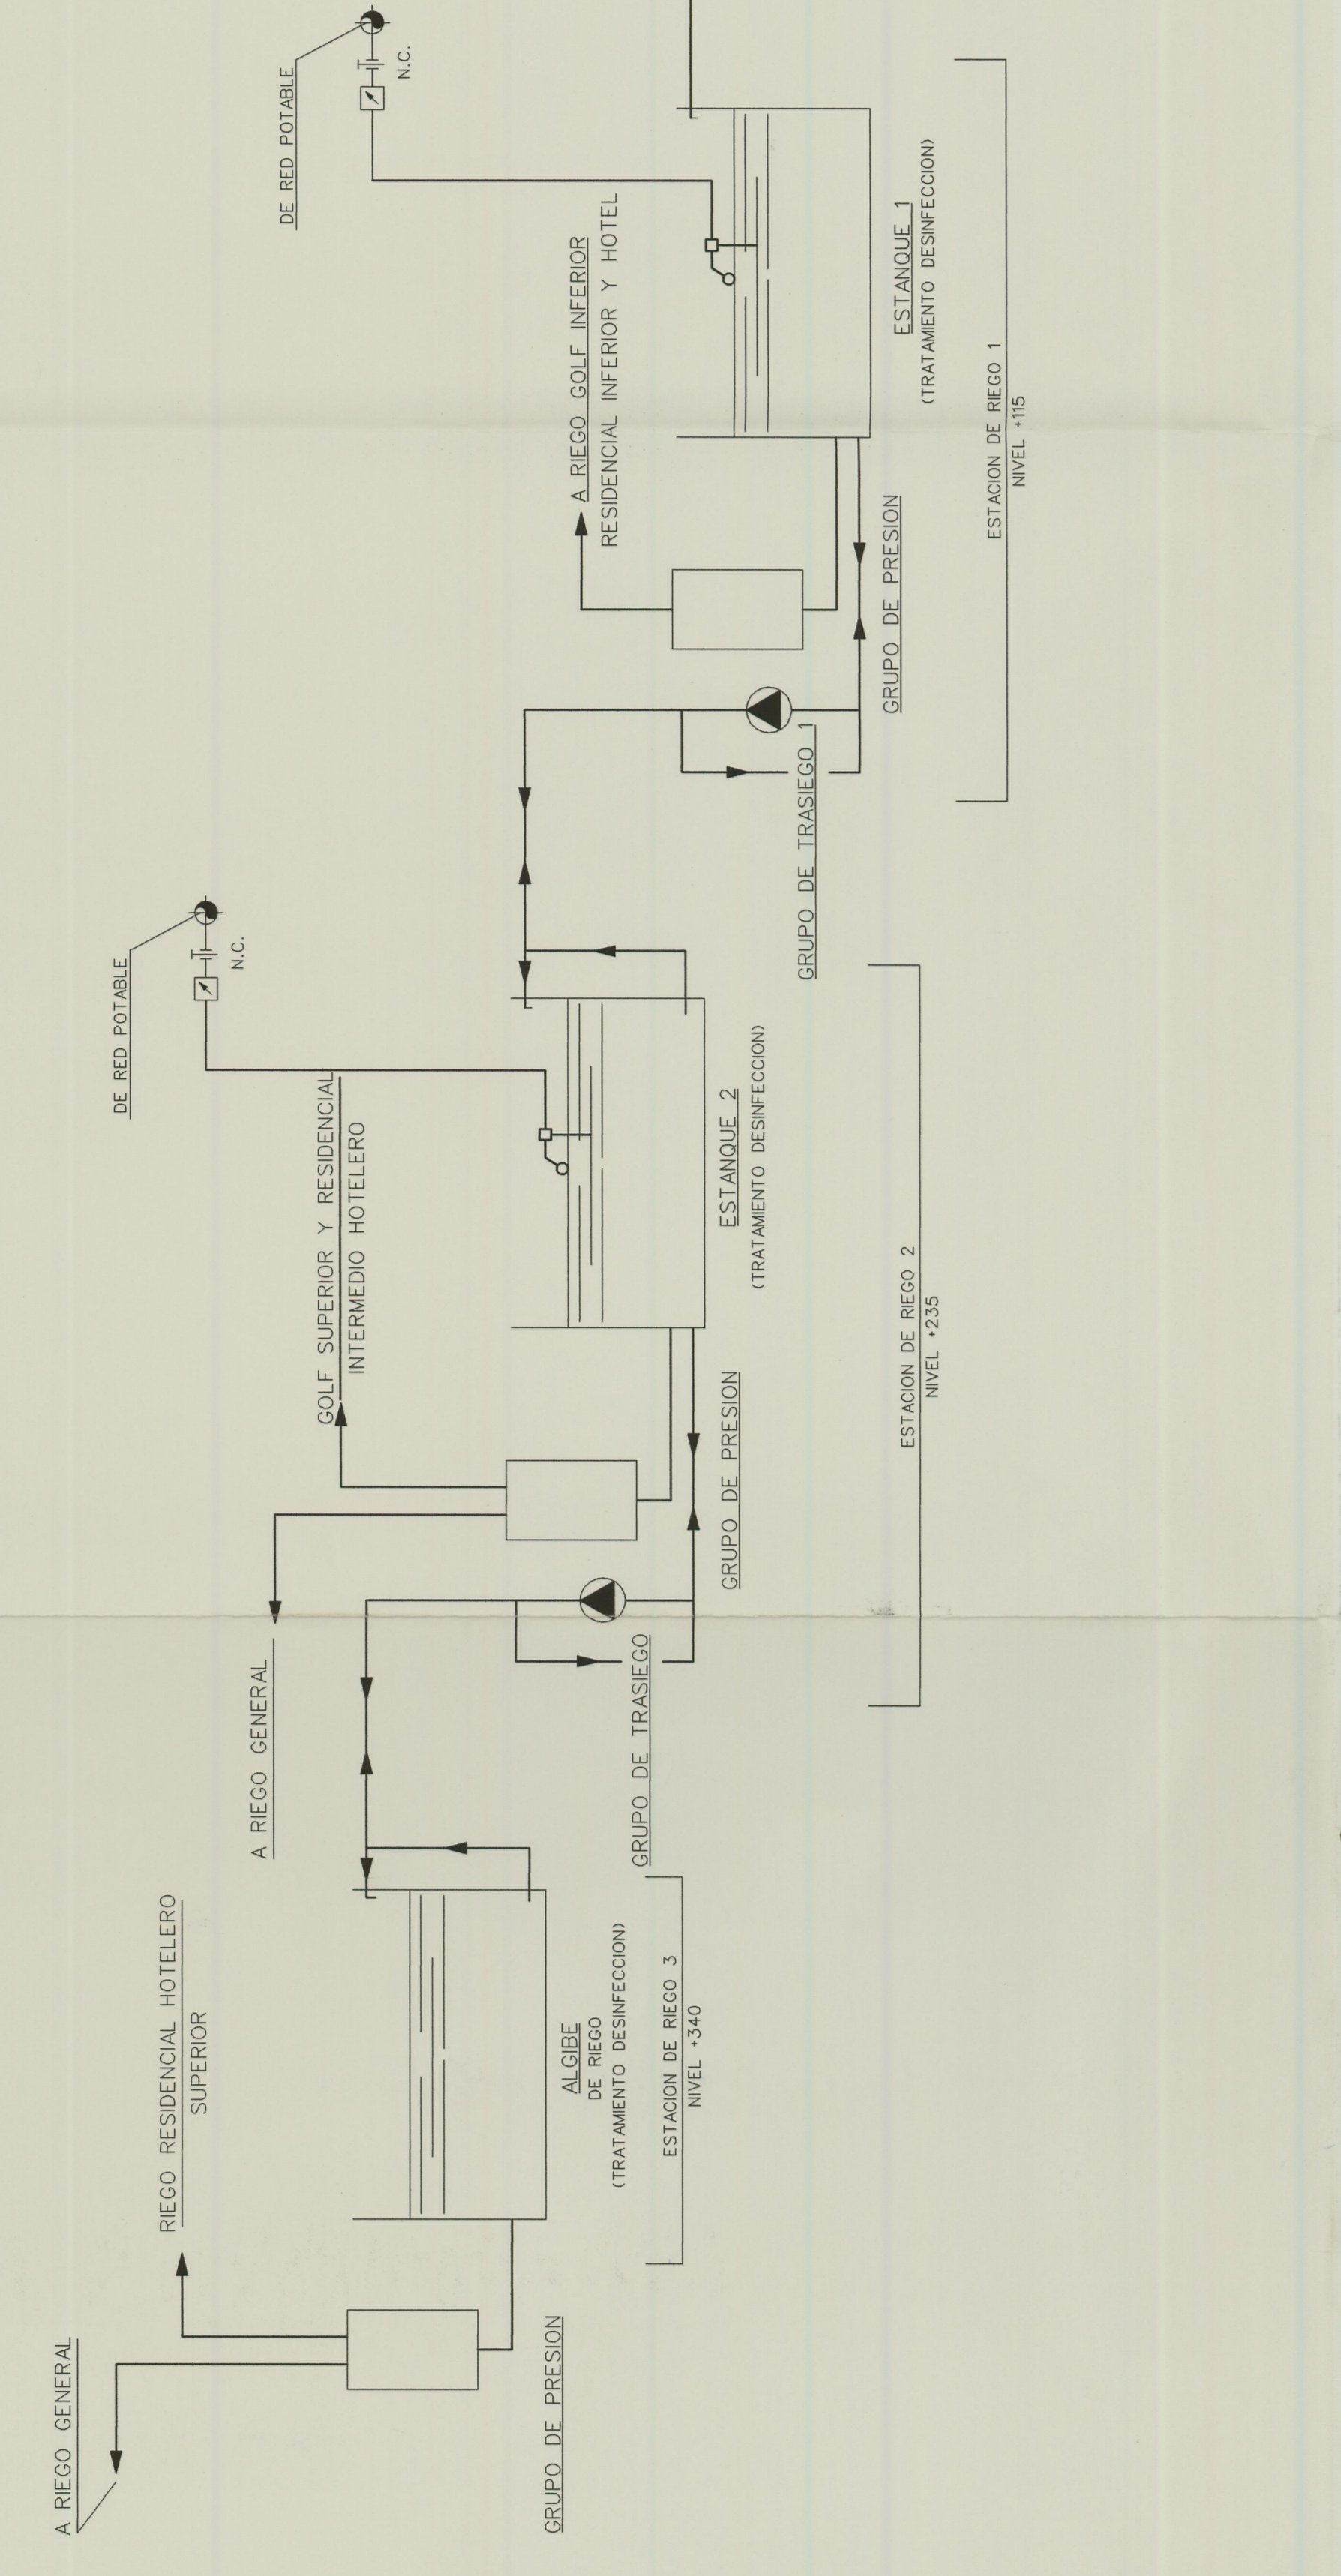 A RIEGO GENERAL
RIEGO RESIDENCIAL HOTELERO
SUPERIOR
GRUPO DE PRESION
ALGIBE
DE RIEGO
(TRATAMIENTO DESINFECCION)
ESTACION DE RIEGO 3
NIVEL +340
DE RED POTABLE
N.C.
A RIEGO GENERAL
GOLF SUPERIOR Y RESIDENCIAL
INTERMEDIO HOTELERO
GRUPO DE TRASIEGO
GRUPO DE PRESION
ESTANQUE 2
(TRATAMIENTO DESINFECCION)
ESTACION DE RIEGO 2
NIVEL +235
DE RED POTABLE
N.C.
A RIEGO GOLF INFERIOR
RESIDENCIAL INFERIOR Y HOTEL
GRUPO DE TRASIEGO 1
GRUPO DE PRESION
ESTANQUE 1
(TRATAMIENTO DESINFECCION)
ESTACION DE RIEGO 1
NIVEL +115